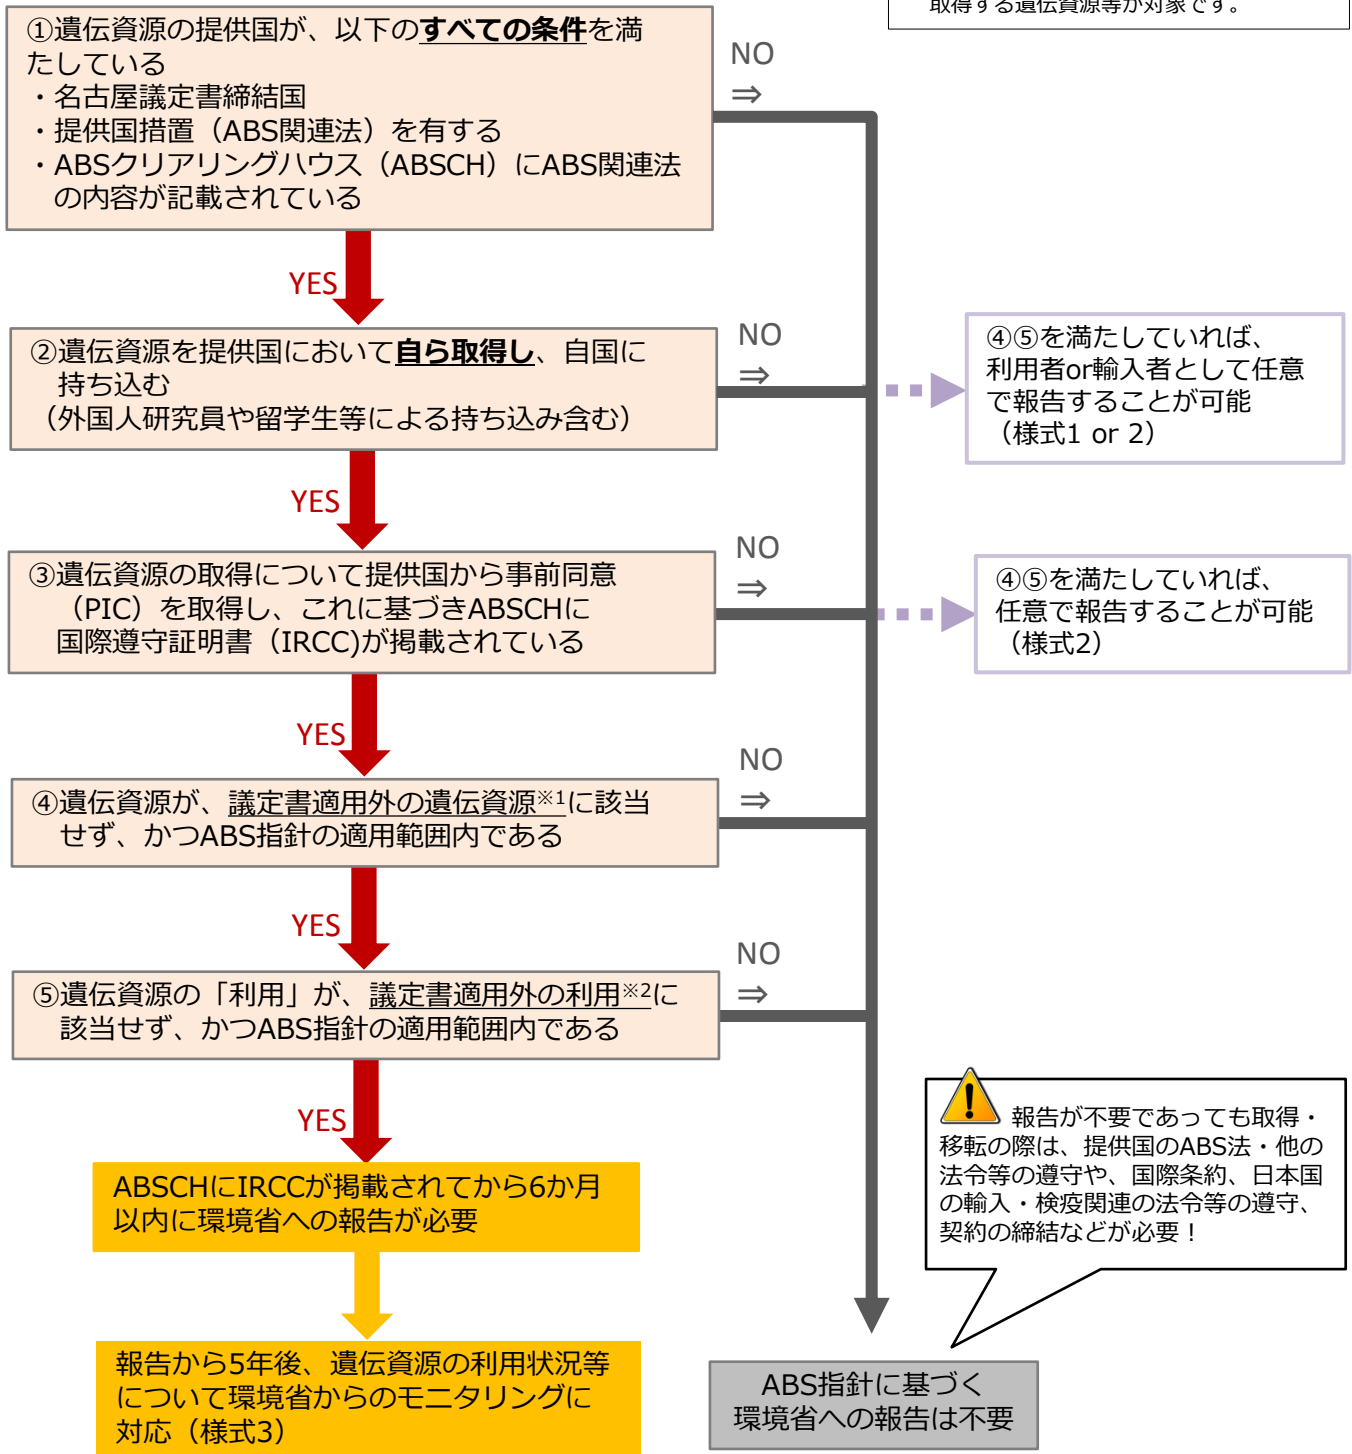 取得する遺伝資源等が対象です。
①遺伝資源の提供国が、以下のすべての条件を満
たしている
・名古屋議定書締結国
・提供国措置（ABS関連法）を有する
・ABSクリアリングハウス（ABSCH）にABS関連法
の内容が記載されている
NO
⇒
YES
②遺伝資源を提供国において自ら取得し、自国に
持ち込む
（外国人研究員や留学生等による持ち込み含む）
NO
⇒
④⑤を満たしていれば、
利用者or輸入者として任意
で報告することが可能
（様式1 or 2）
YES
③遺伝資源の取得について提供国から事前同意
（PIC）を取得し、これに基づきABSCHに
国際遵守証明書（IRCC)が掲載されている
NO
⇒
④⑤を満たしていれば、
任意で報告することが可能
（様式2）
YES
④遺伝資源が、議定書適用外の遺伝資源※1に該当
せず、かつABS指針の適用範囲内である
NO
⇒
YES
⑤遺伝資源の「利用」が、議定書適用外の利用※2に
該当せず、かつABS指針の適用範囲内である
NO
⇒
YES
報告が不要であっても取得・
移転の際は、提供国のABS法・他の
法令等の遵守や、国際条約、日本国
の輸入・検疫関連の法令等の遵守、
契約の締結などが必要！
ABSCHにIRCCが掲載されてから6か月
以内に環境省への報告が必要
報告から5年後、遺伝資源の利用状況等
について環境省からのモニタリングに
対応（様式3）
ABS指針に基づく
環境省への報告は不要